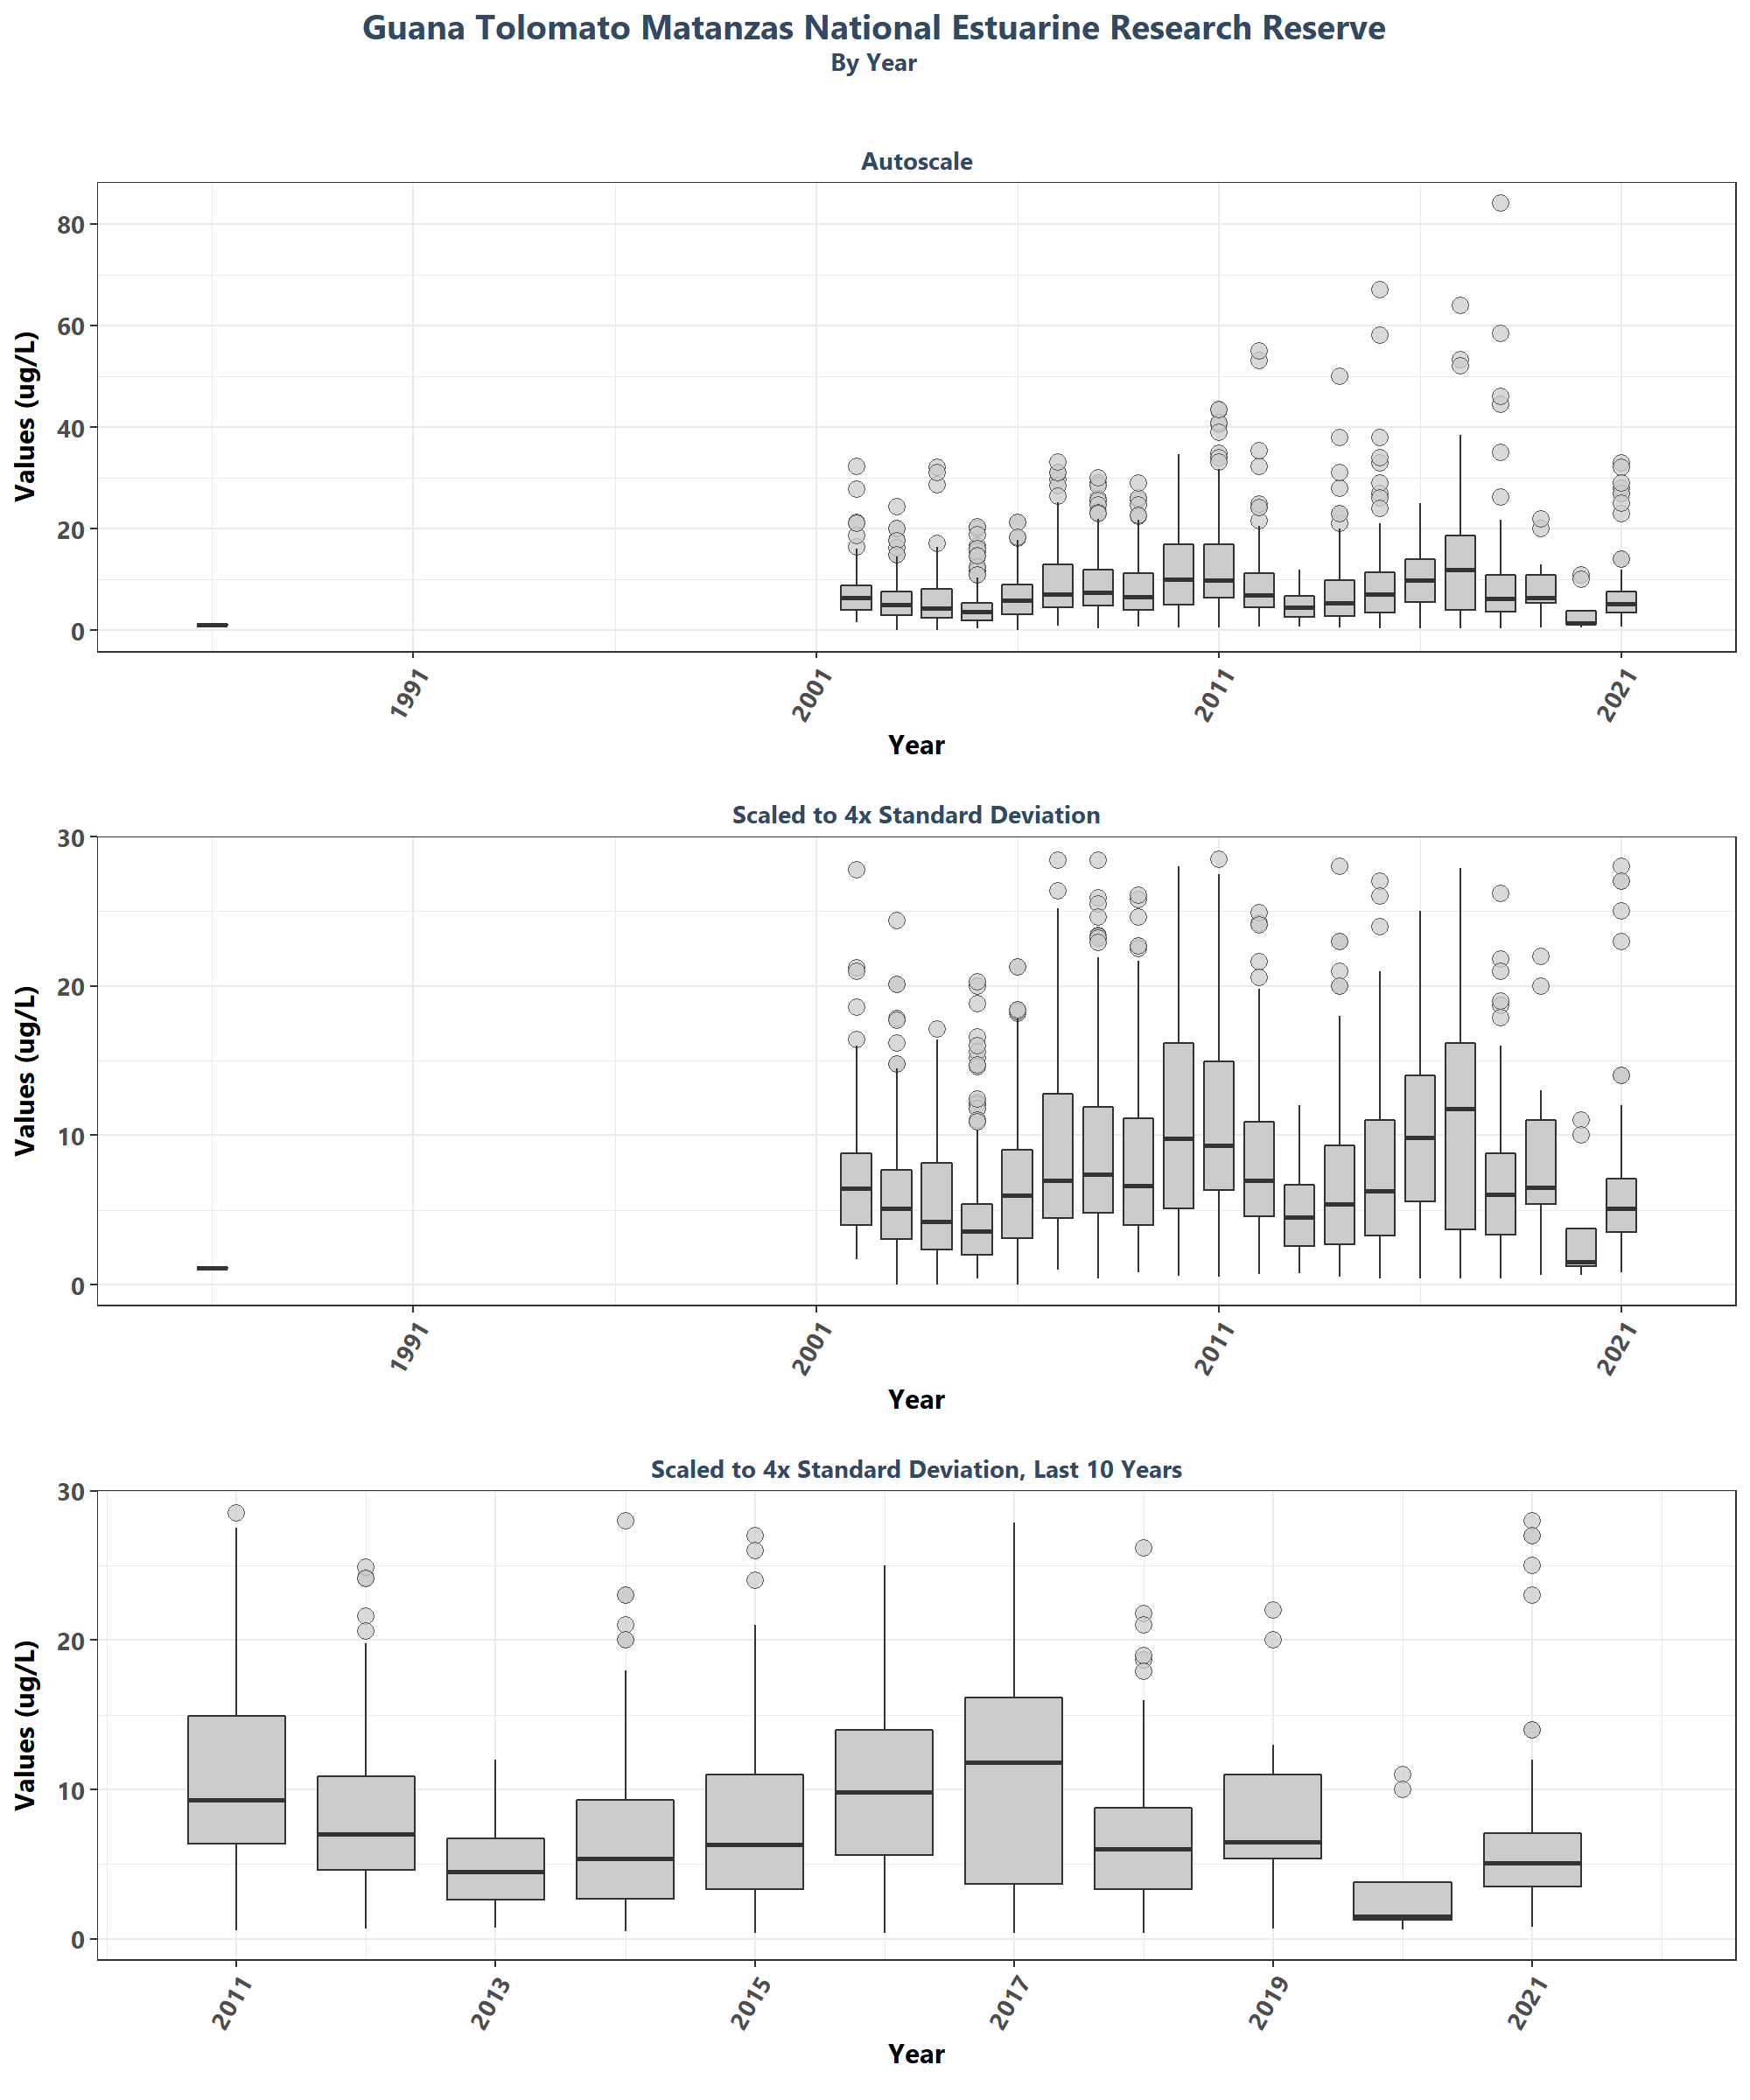 Guana Tolomato Matanzas National Estuarine Research Reserve
By Year
Autoscale
Values (ug/L)
80
60
40
20
0
1991
2001
2011
2021
Year
Scaled to 4x Standard Deviation
Values (ug/L)
30
20
10
0
1991
2001
2011
2021
Year
Scaled to 4x Standard Deviation, Last 10 Years
Values (ug/L)
30
20
10
0
2011
2013
2015
2017
2019
2021
Year